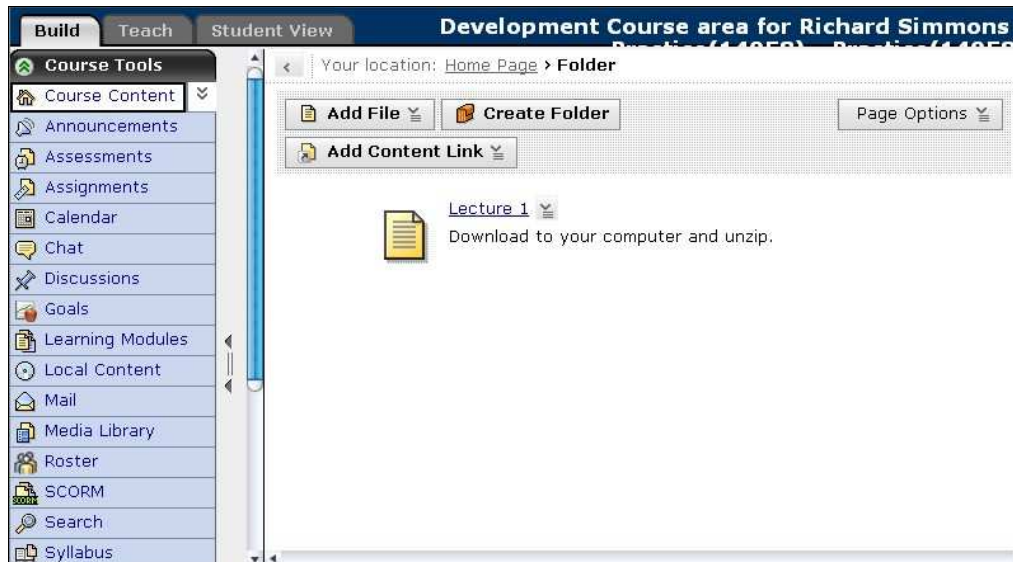 Build
Teach
Student View
Development Course area for Richard Simmons
Course Tools
Course Content
Announcements
Assessments
Assignments
Calendar
Chat
Discussions
Goals
Learning Modules
Local Content
Mail
Media Library
Roster
SCORM
Search
Syllabus
Your location: Home Page › Folder
Add File
Create Folder
Page Options
Add Content Link
Lecture 1
Download to your computer and unzip.